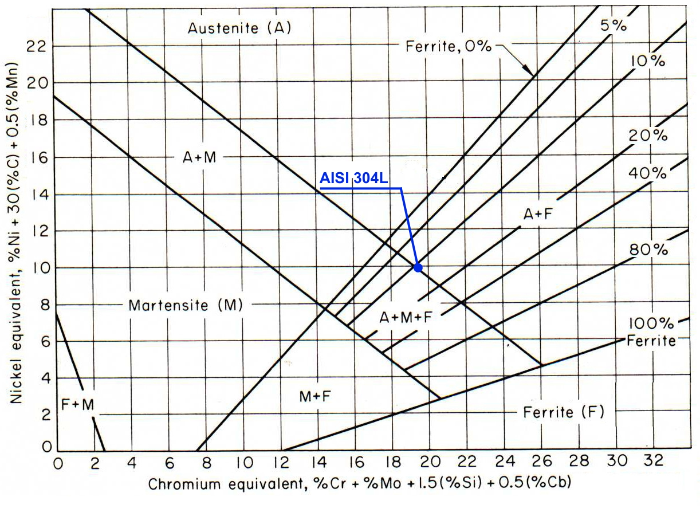 Austenite (A)
5%
Ferrite, 0%
10%
22
20
20%
A+M
18
16
AISI 304L
40%
14
A+F
12
80%
10
Martensite (M)
A+M+F
8
100%
Ferrite
6
4
M+F
F+M
Ferrite (F)
2
0
0 2 4 6 8 10 12 14 16 18 20 22 24 26 28 30 32
Nickel equivalent, %Ni + 30(%C) + 0.5(%Mn)
Chromium equivalent, %Cr + %Mo + 1.5(%Si) + 0.5(%Cb)